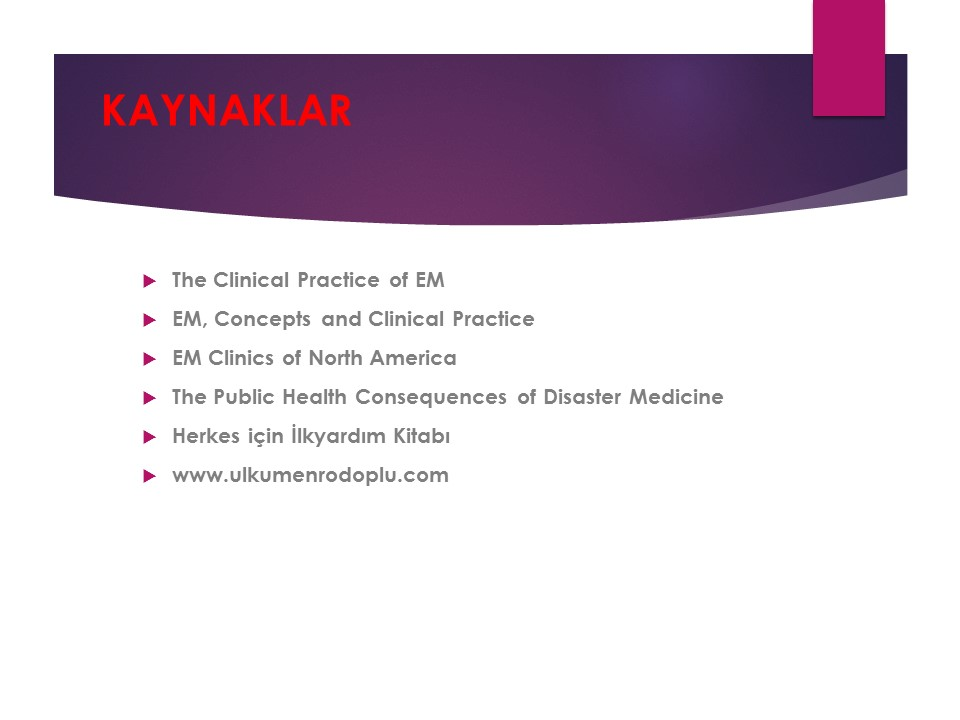 KAYNAKLAR
The Clinical Practice of EM
EM, Concepts and Clinical Practice
EM Clinics of North America
The Public Health Consequences of Disaster Medicine
Herkes için İlkyardım Kitabı
www.ulkumenrodoplu.com